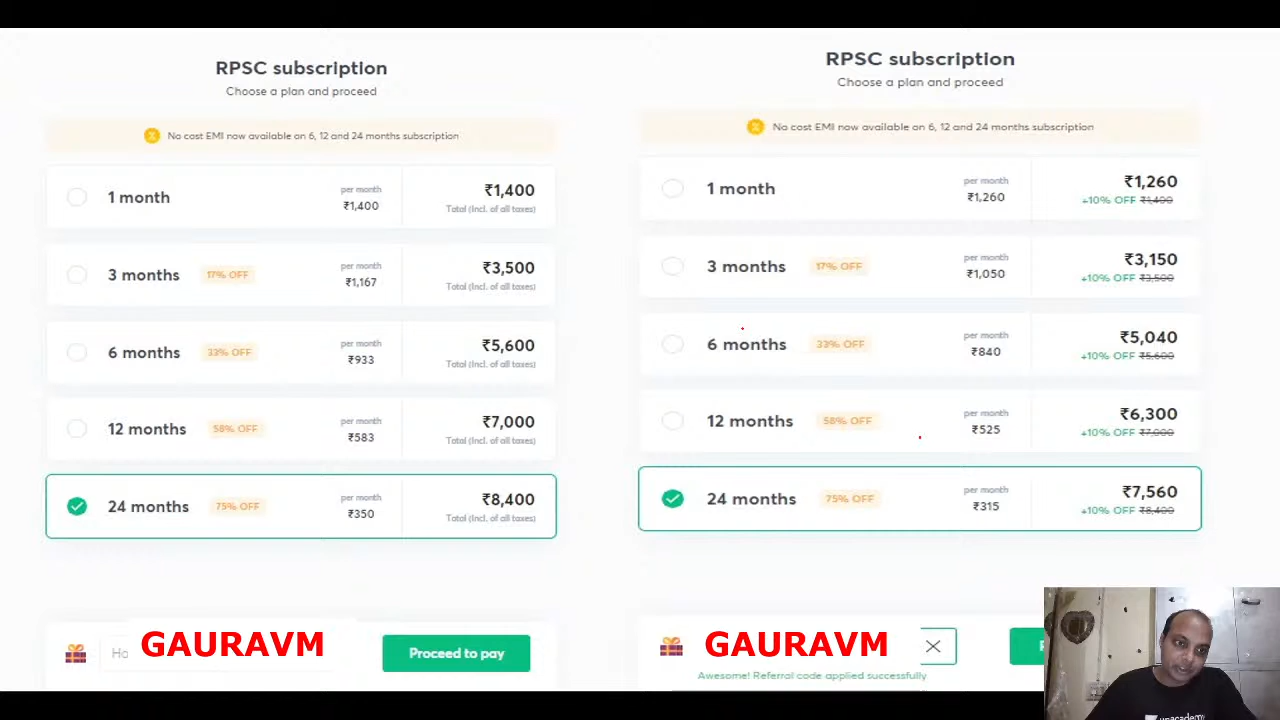 RPSC subscription
Choose a plan and proceed
No cost EMI now available on 6, 12 and 24 months subscription
1 month
per month
₹1,400
₹1,400
Total (Incl. of all taxes)
3 months
17% OFF
per month
₹1,167
₹3,500
Total (Incl. of all taxes)
6 months
33% OFF
per month
₹933
₹5,600
Total (Incl. of all taxes)
12 months
58% OFF
per month
₹583
₹7,000
Total (Incl. of all taxes)
24 months
75% OFF
per month
₹350
₹8,400
Total (Incl. of all taxes)
GAURAVM
Proceed to pay
RPSC subscription
Choose a plan and proceed
No cost EMI now available on 6, 12 and 24 months subscription
1 month
per month
₹1,260
₹1,260
+10% OFF ₹1,400
3 months
17% OFF
per month
₹1,050
₹3,150
+10% OFF ₹3,500
6 months
33% OFF
per month
₹840
₹5,040
+10% OFF ₹5,600
12 months
58% OFF
per month
₹525
₹6,300
+10% OFF ₹7,000
24 months
75% OFF
per month
₹315
₹7,560
+10% OFF ₹8,400
GAURAVM
Awesome! Referral code applied successfully